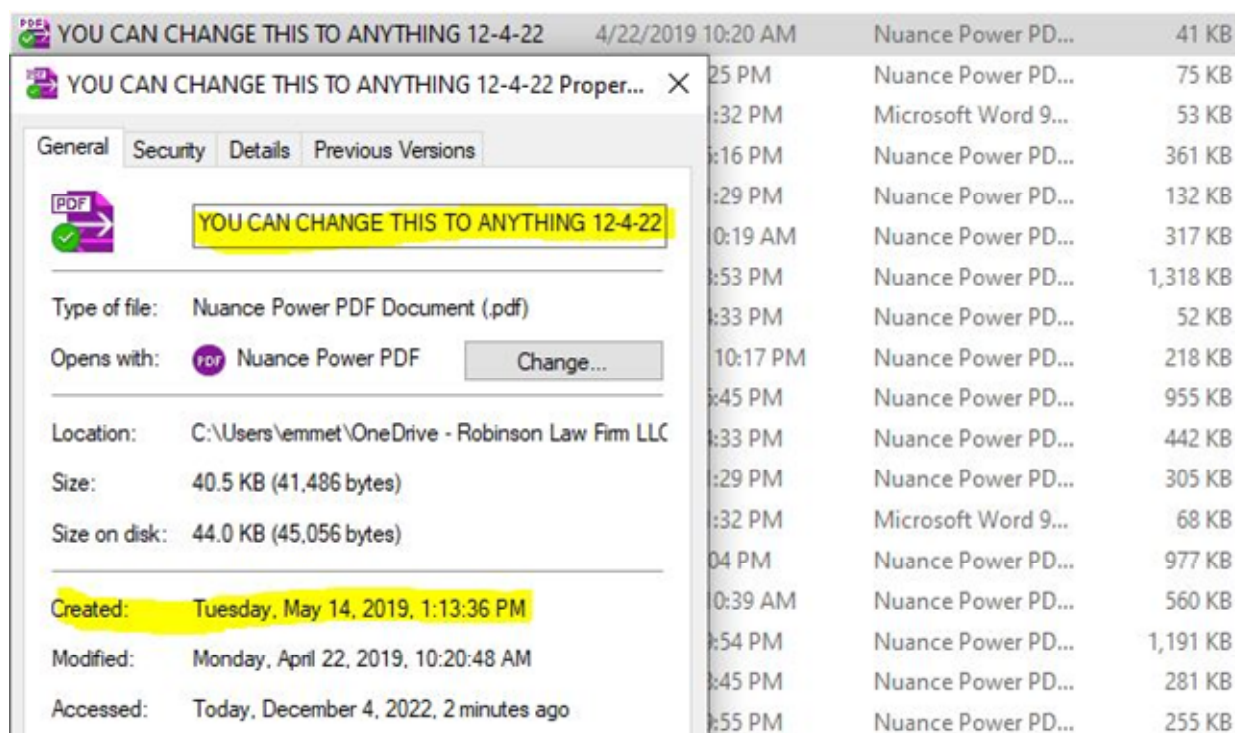 YOU CAN CHANGE THIS TO ANYTHING 12-4-22 4/22/2019 10:20 AM Nuance Power PD... 41 KB
YOU CAN CHANGE THIS TO ANYTHING 12-4-22 Proper... ×
25 PM Nuance Power PD... 75 KB
:32 PM Microsoft Word 9... 53 KB
General Security Details Previous Versions
:16 PM Nuance Power PD... 361 KB
PDF
:29 PM Nuance Power PD... 132 KB
YOU CAN CHANGE THIS TO ANYTHING 12-4-22
0:19 AM Nuance Power PD... 317 KB
:53 PM Nuance Power PD... 1,318 KB
Type of file: Nuance Power PDF Document (.pdf)
:33 PM Nuance Power PD... 52 KB
Opens with: PDF Nuance Power PDF Change...
10:17 PM Nuance Power PD... 218 KB
:45 PM Nuance Power PD... 955 KB
Location: C:\Users\emmet\OneDrive - Robinson Law Firm LLC
:33 PM Nuance Power PD... 442 KB
Size: 40.5 KB (41,486 bytes)
:29 PM Nuance Power PD... 305 KB
Size on disk: 44.0 KB (45,056 bytes)
:32 PM Microsoft Word 9... 68 KB
04 PM Nuance Power PD... 977 KB
Created: Tuesday, May 14, 2019, 1:13:36 PM
0:39 AM Nuance Power PD... 560 KB
Modified: Monday, April 22, 2019, 10:20:48 AM
:54 PM Nuance Power PD... 1,191 KB
:45 PM Nuance Power PD... 281 KB
Accessed: Today, December 4, 2022, 2 minutes ago
:55 PM Nuance Power PD... 255 KB